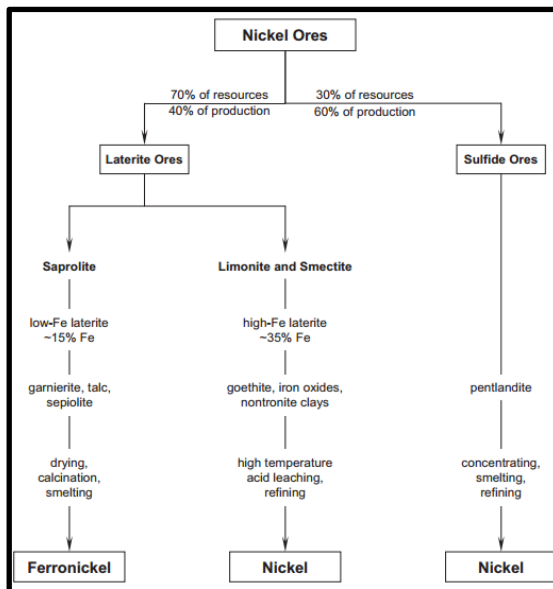 Nickel Ores
70% of resources
40% of production
30% of resources
60% of production
Laterite Ores
Sulfide Ores
Saprolite
Limonite and Smectite
low-Fe laterite
~15% Fe
high-Fe laterite
~35% Fe
garnierite, talc,
sepiolite
goethite, iron oxides,
nontronite clays
pentlandite
drying,
calcination,
smelting
high temperature
acid leaching,
refining
concentrating,
smelting,
refining
Ferronickel
Nickel
Nickel